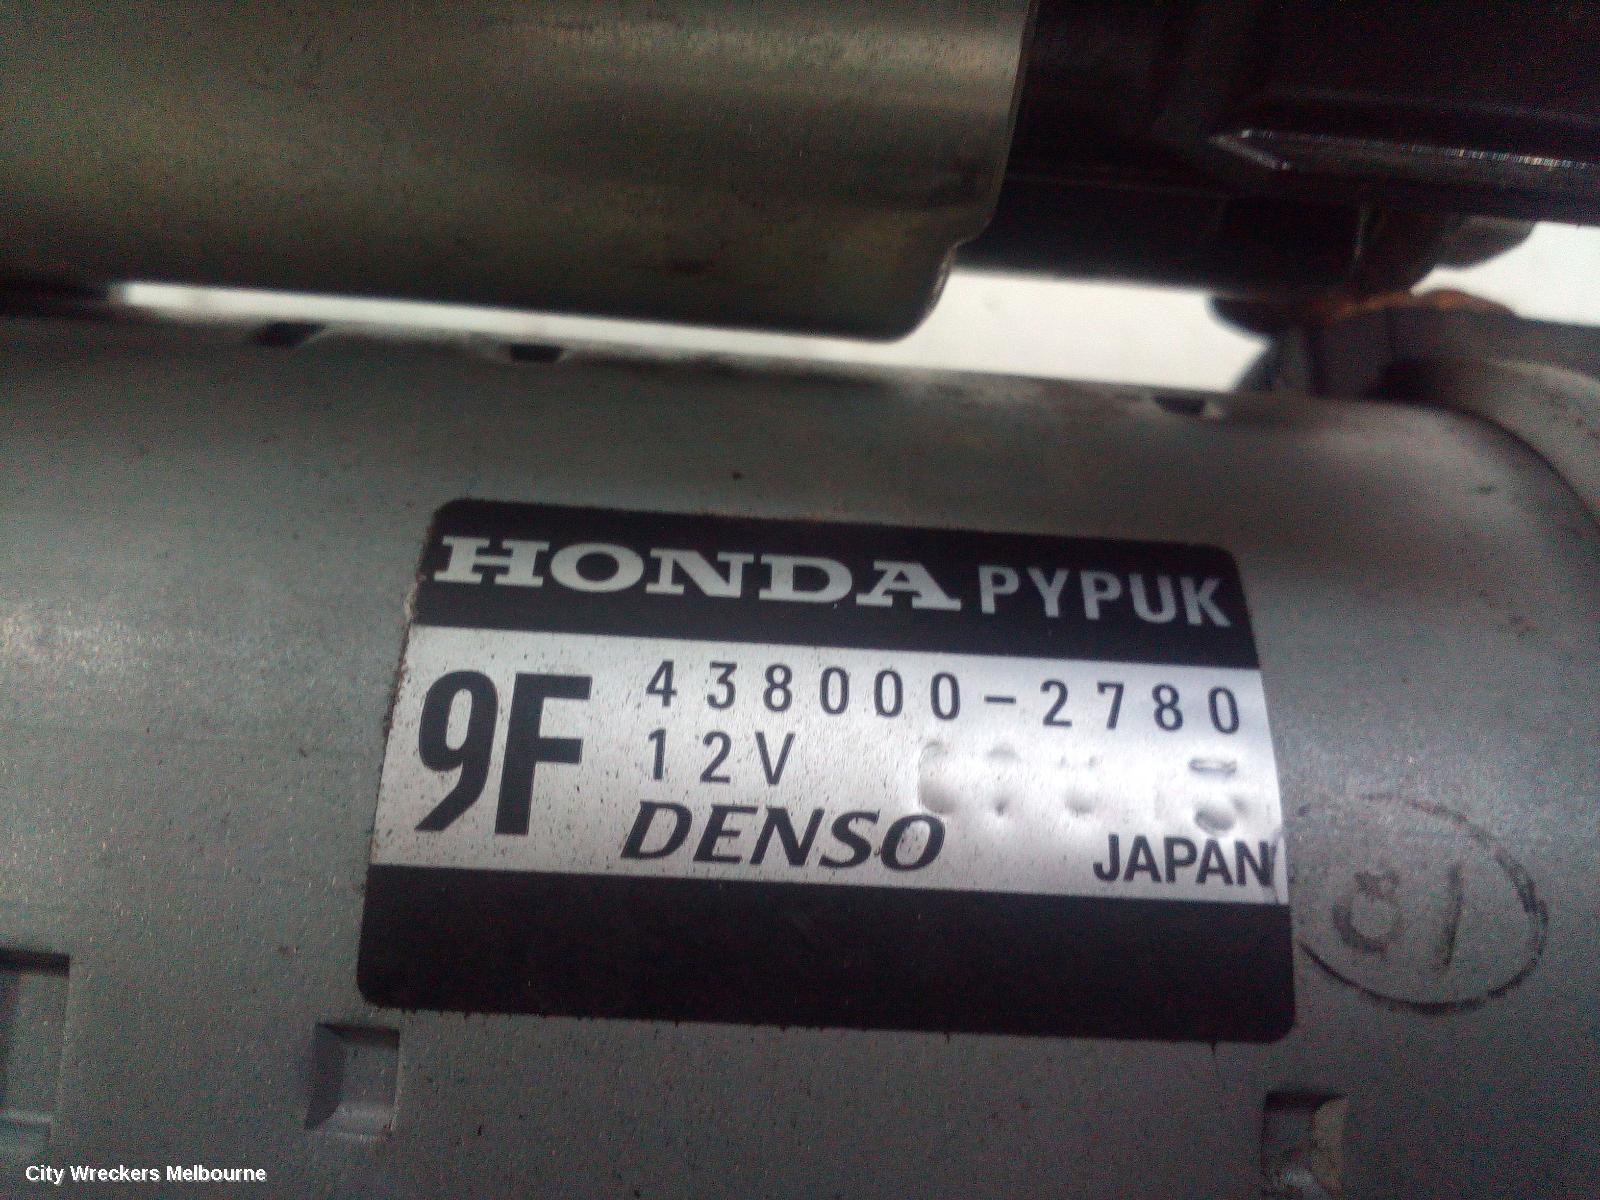 HONDA PYPUK
9F
438000-2780
12V
DENSO
JAPAN
City Wreckers Melbourne